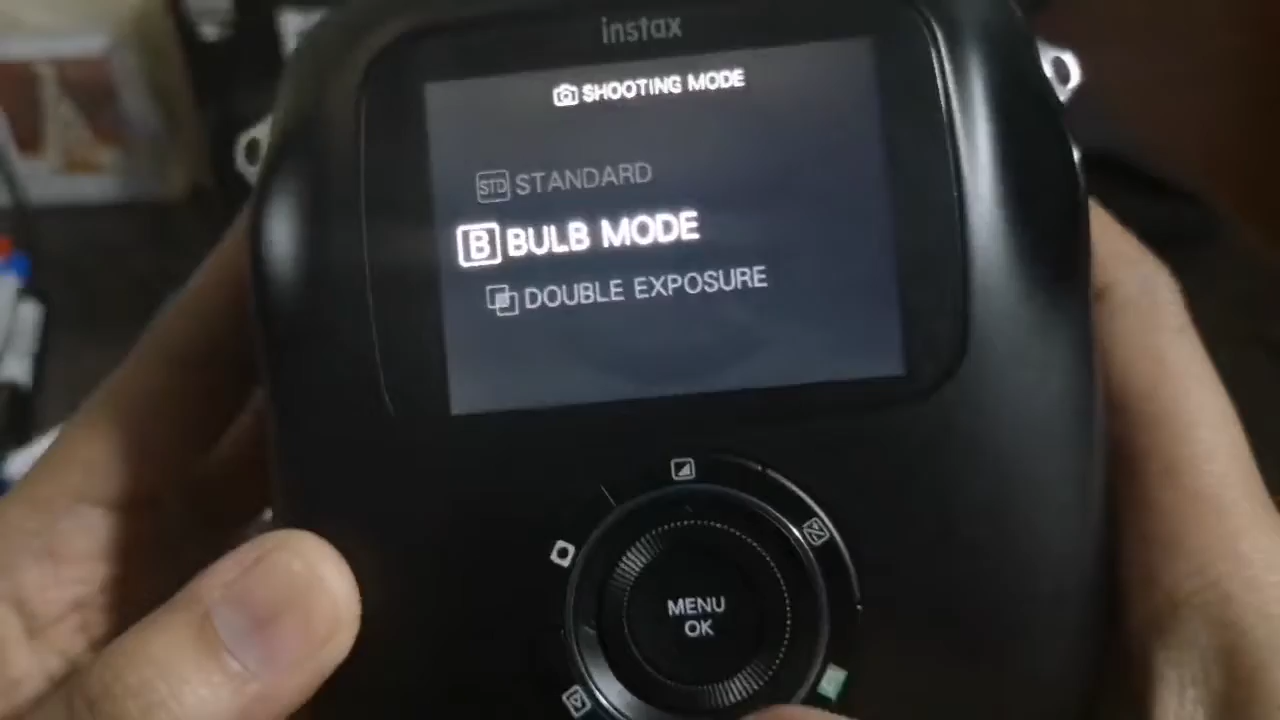 instax
SHOOTING MODE
STD STANDARD
B BULB MODE
DOUBLE EXPOSURE
MENU
OK